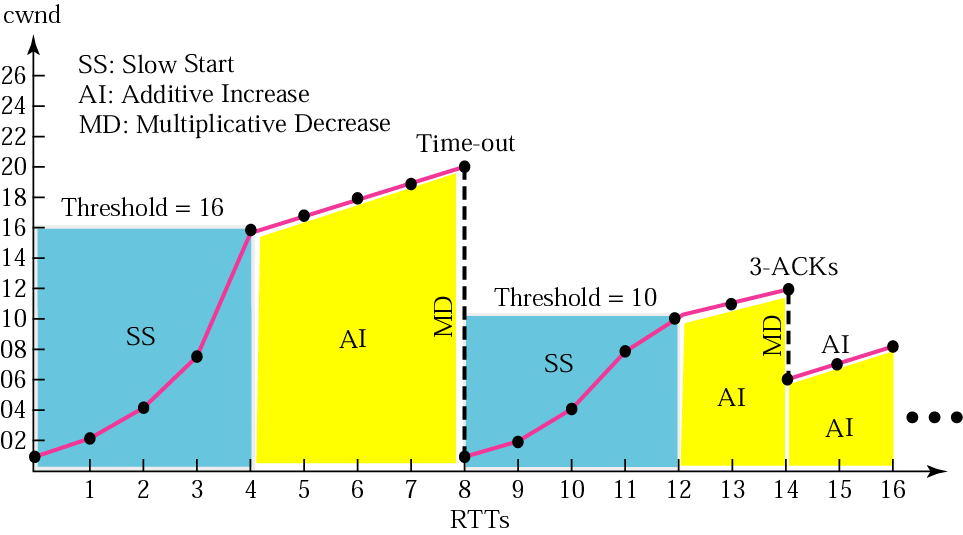 cwnd
SS: Slow Start
AI: Additive Increase
MD: Multiplicative Decrease
26
24
22
20
18
16
14
12
10
08
06
04
02
Time-out
Threshold = 16
3-ACKs
Threshold = 10
SS
AI
MD
SS
AI
MD
AI
AI
1 2 3 4 5 6 7 8 9 10 11 12 13 14 15 16
RTTs